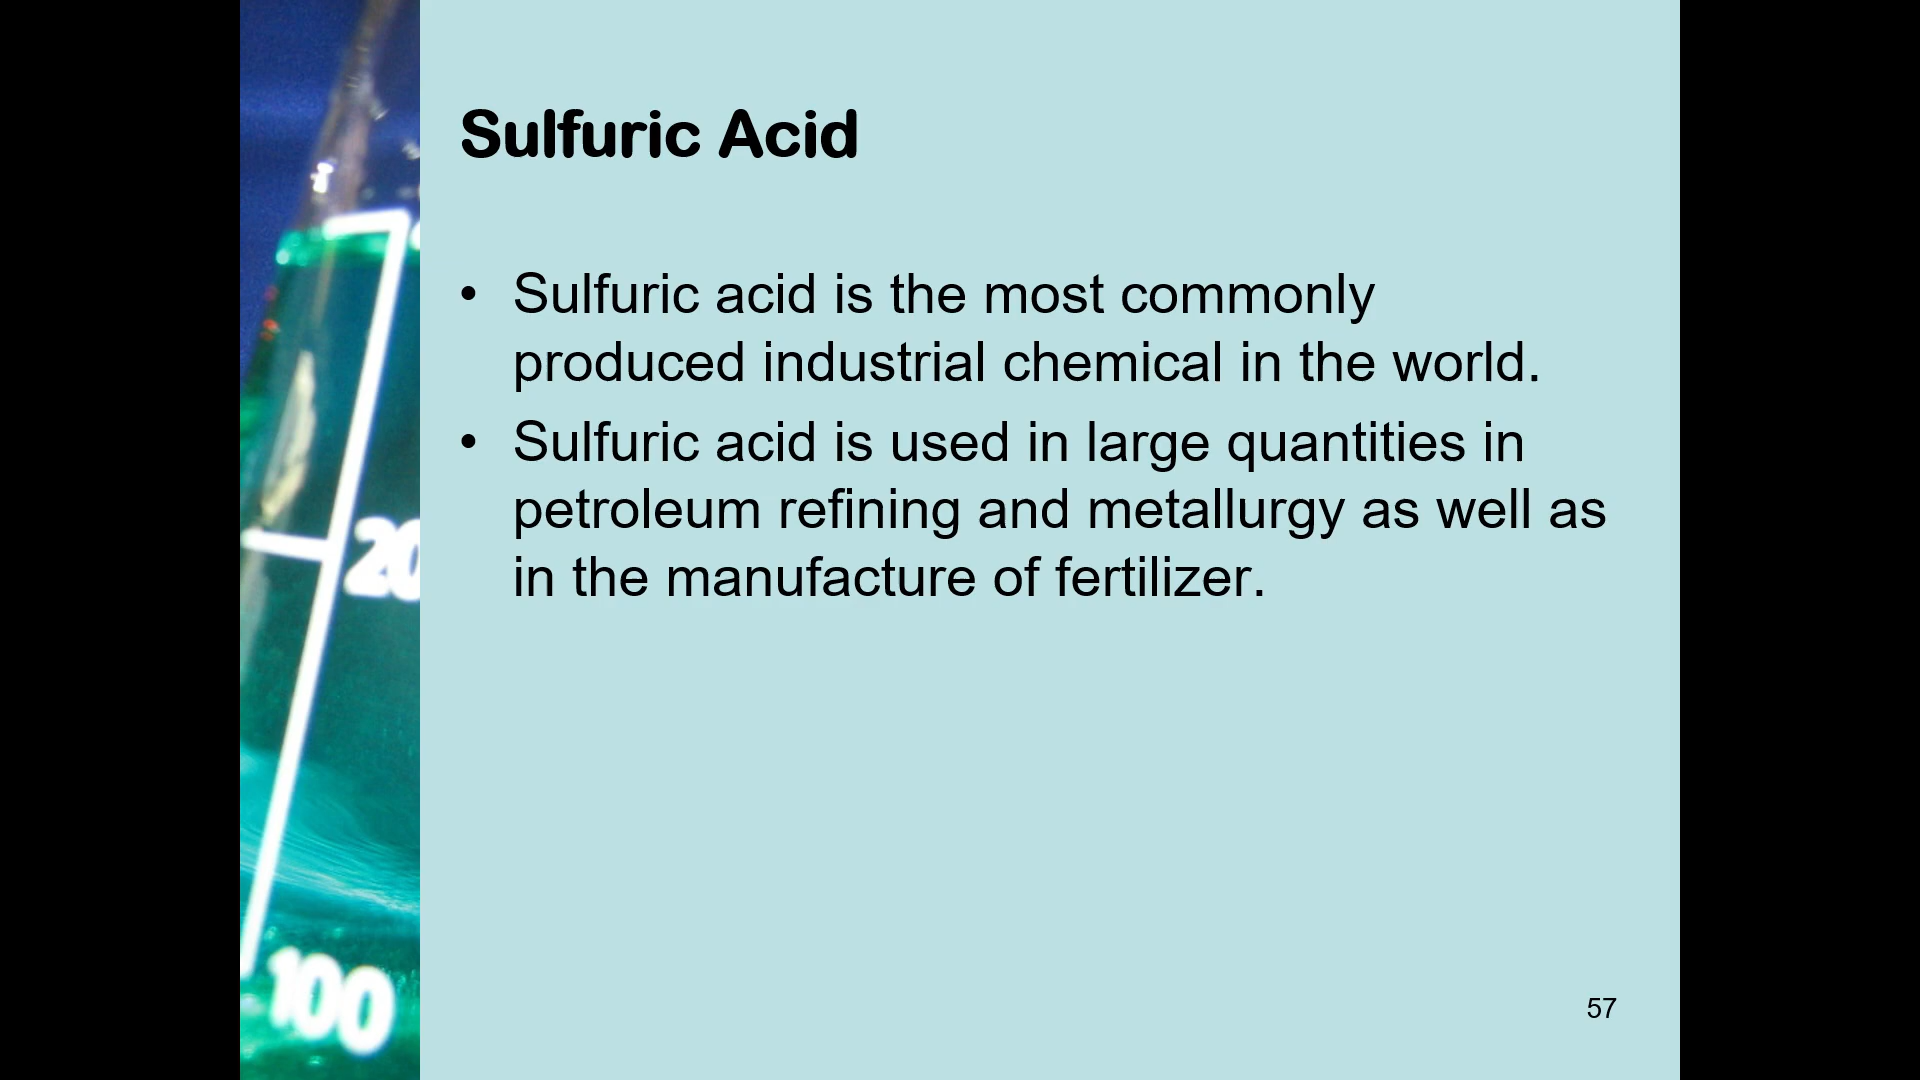 Sulfuric Acid
• Sulfuric acid is the most commonly
produced industrial chemical in the world.
• Sulfuric acid is used in large quantities in
petroleum refining and metallurgy as well as
in the manufacture of fertilizer.
20
100
57